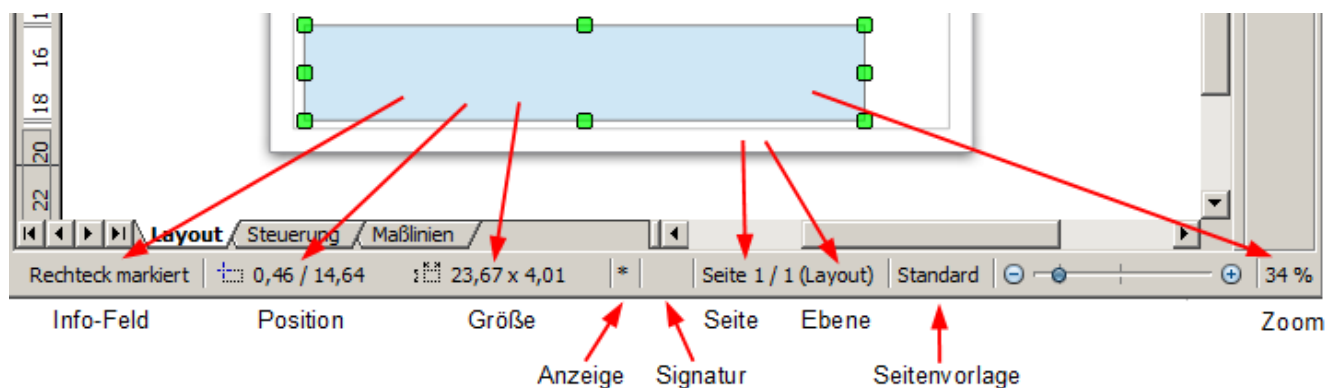 16
18
20
22
Layout Steuerung Maßlinien
Rechteck markiert 0,46 / 14,64 23,67 x 4,01 * Seite 1 / 1 (Layout) Standard 34 %
Info-Feld Position Größe Seite Ebene Zoom
Anzeige Signatur Seitenvorlage